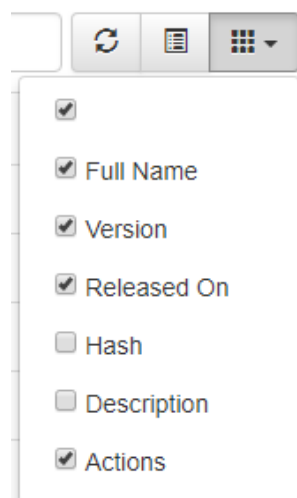 Full Name
Version
Released On
Hash
Description
Actions